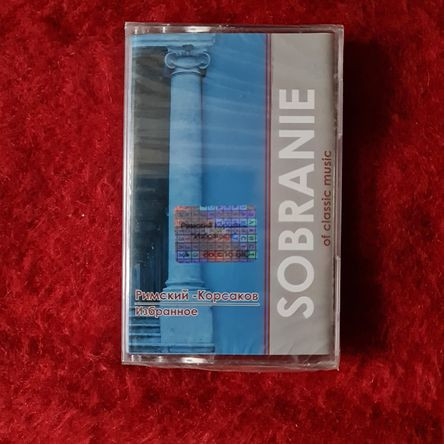 SOBRANIE
of classic music
Римский -Корсаков
Избранное